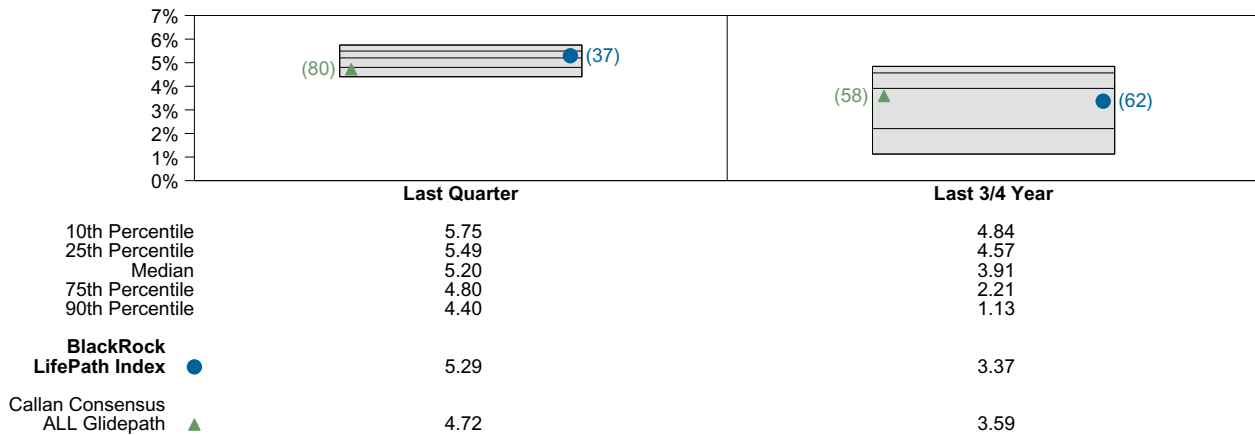 7%
6%
5%
4%
3%
2%
1%
0%
(80)
(37)
(58)
(62)
Last Quarter Last 3/4 Year
10th Percentile 5.75 4.84
25th Percentile 5.49 4.57
Median 5.20 3.91
75th Percentile 4.80 2.21
90th Percentile 4.40 1.13
BlackRock
LifePath Index 5.29 3.37
Callan Consensus
ALL Glidepath 4.72 3.59